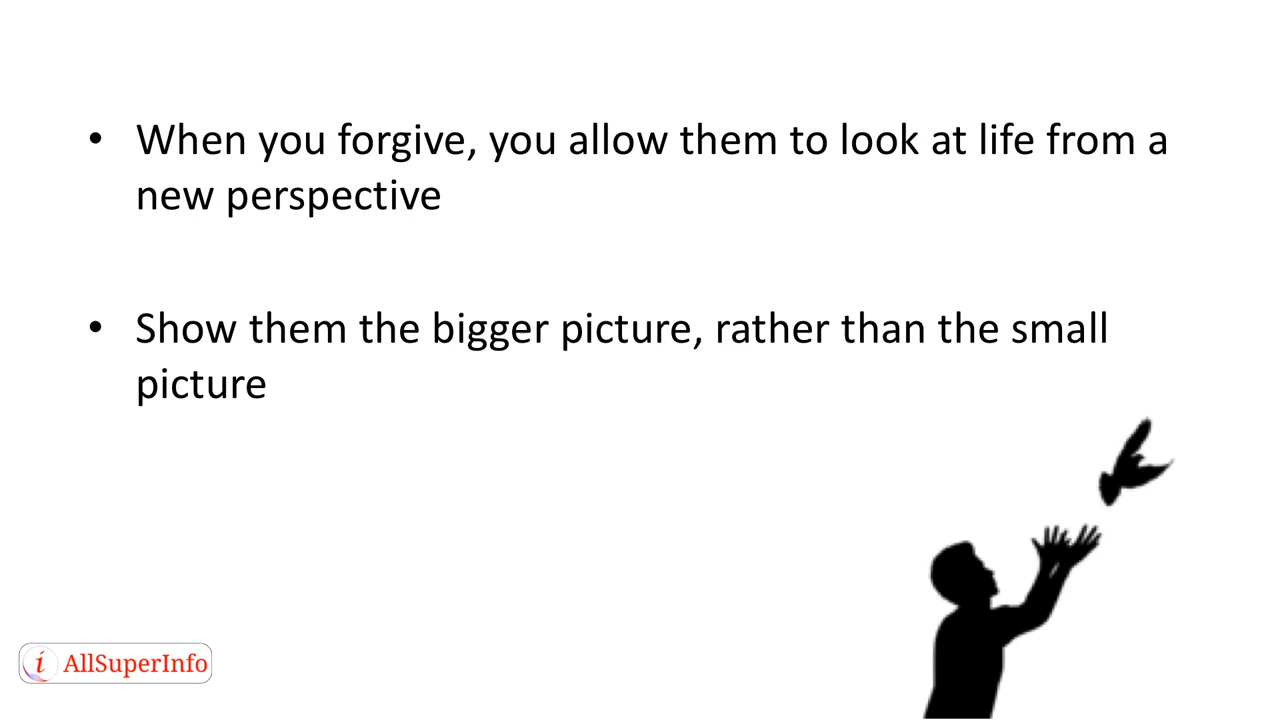 • When you forgive, you allow them to look at life from a
new perspective
• Show them the bigger picture, rather than the small
picture
i AllSuperInfo